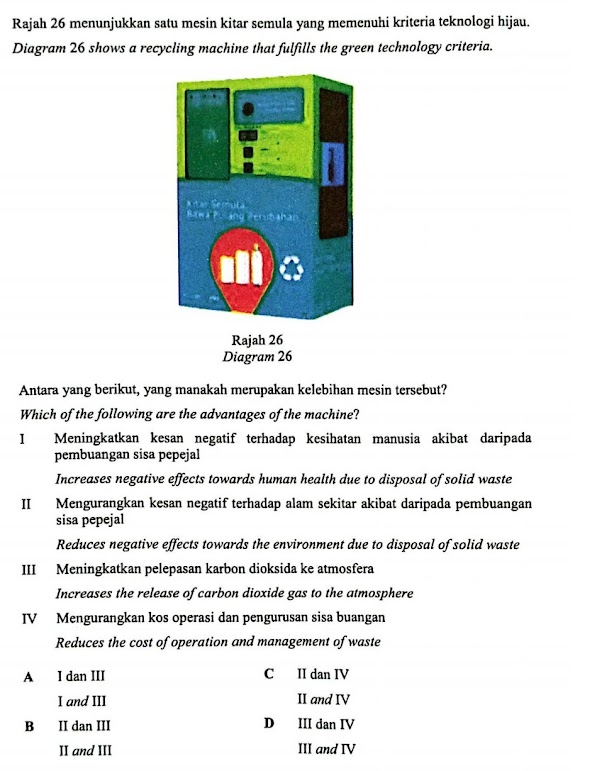 Rajah 26 menunjukkan satu mesin kitar semula yang memenuhi kriteria teknologi hijau.
Diagram 26 shows a recycling machine that fulfills the green technology criteria.
Kitar Semula
Bawa Pulang Perubahan
Rajah 26
Diagram 26
Antara yang berikut, yang manakah merupakan kelebihan mesin tersebut?
Which of the following are the advantages of the machine?
I Meningkatkan kesan negatif terhadap kesihatan manusia akibat daripada
pembuangan sisa pepejal
Increases negative effects towards human health due to disposal of solid waste
II Mengurangkan kesan negatif terhadap alam sekitar akibat daripada pembuangan
sisa pepejal
Reduces negative effects towards the environment due to disposal of solid waste
III Meningkatkan pelepasan karbon dioksida ke atmosfera
Increases the release of carbon dioxide gas to the atmosphere
IV Mengurangkan kos operasi dan pengurusan sisa buangan
Reduces the cost of operation and management of waste
A I dan III
I and III
B II dan III
II and III
C II dan IV
II and IV
D III dan IV
III and IV